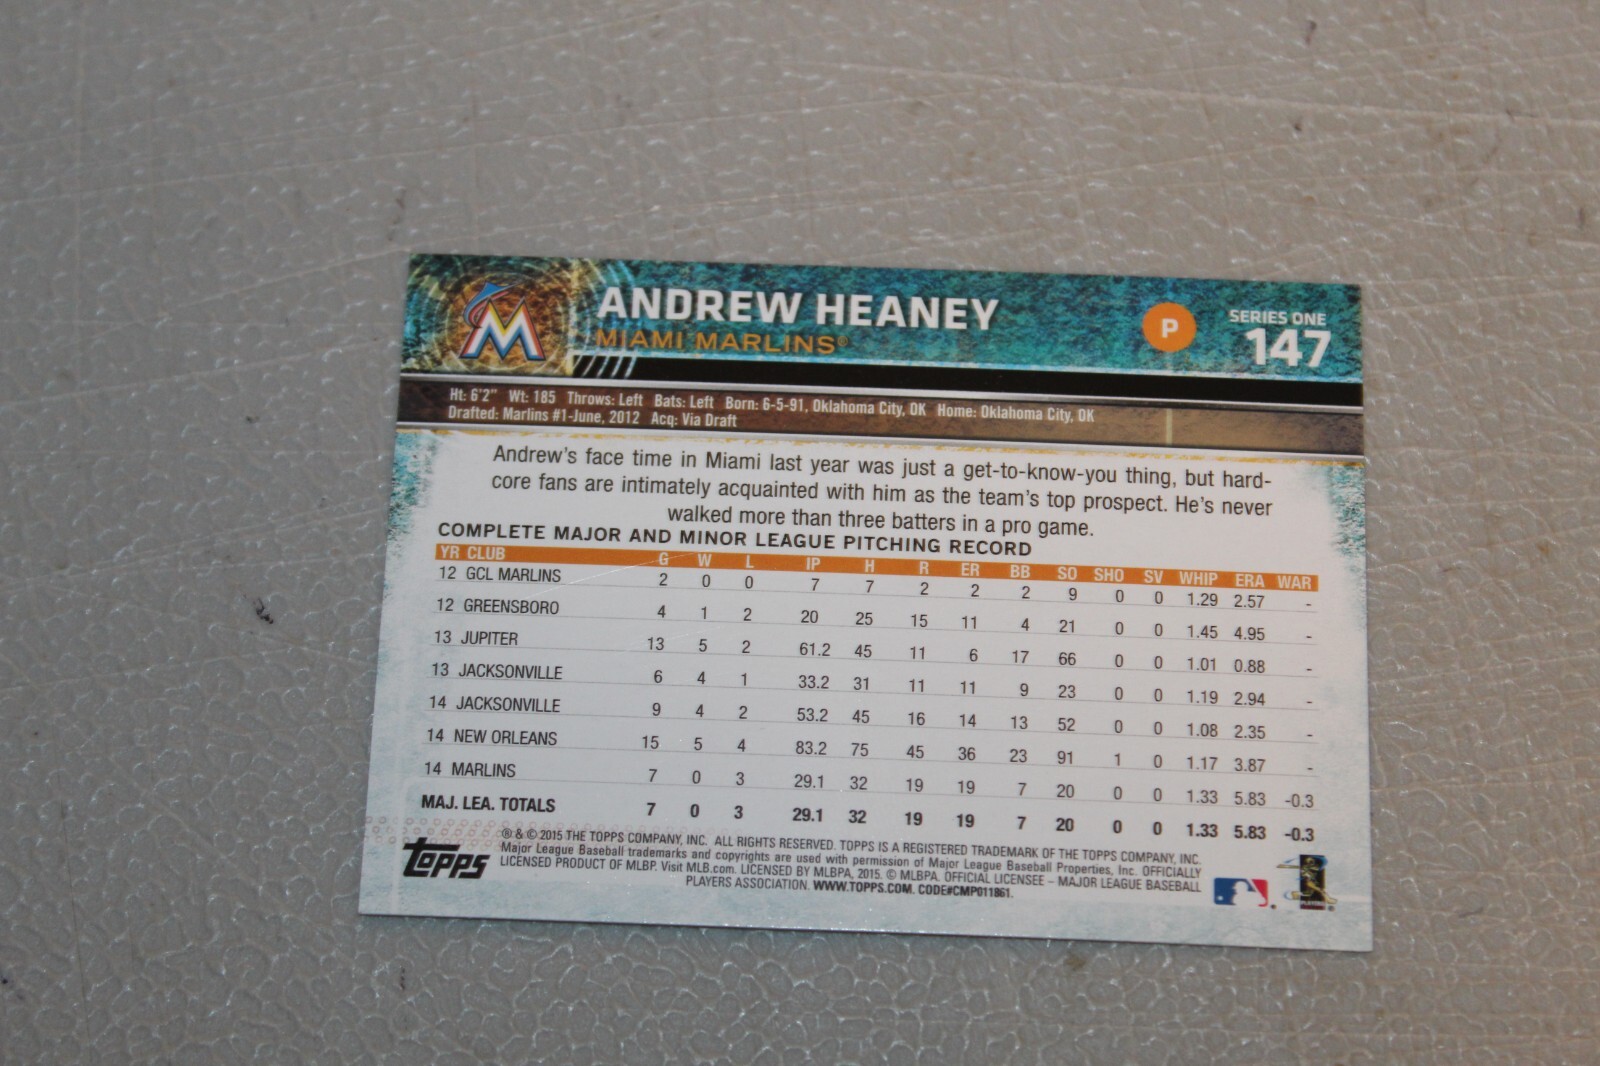 ANDREW HEANEY
MIAMI MARLINS®
P
SERIES ONE
147
Ht: 6'2" Wt: 185 Throws: Left Bats: Left Born: 6-5-91, Oklahoma City, OK Home: Oklahoma City, OK
Drafted: Marlins #1-June, 2012 Acq: Via Draft
Andrew's face time in Miami last year was just a get-to-know-you thing, but hard-
core fans are intimately acquainted with him as the team's top prospect. He's never
walked more than three batters in a pro game.
COMPLETE MAJOR AND MINOR LEAGUE PITCHING RECORD
YR CLUB G W L IP H R ER BB SO SHO SV WHIP ERA WAR
12 GCL MARLINS 2 0 0 7 7 2 2 2 9 0 0 1.29 2.57 -
12 GREENSBORO 4 1 2 20 25 15 11 4 21 0 0 1.45 4.95 -
13 JUPITER 13 5 2 61.2 45 11 6 17 66 0 0 1.01 0.88 -
13 JACKSONVILLE 6 4 1 33.2 31 11 11 9 23 0 0 1.19 2.94 -
14 JACKSONVILLE 9 4 2 53.2 45 16 14 13 52 0 0 1.08 2.35 -
14 NEW ORLEANS 15 5 4 83.2 75 45 36 23 91 1 0 1.17 3.87 -
14 MARLINS 7 0 3 29.1 32 19 19 7 20 0 0 1.33 5.83 -0.3
MAJ. LEA. TOTALS 7 0 3 29.1 32 19 19 7 20 0 0 1.33 5.83 -0.3
topps
® & © 2015 THE TOPPS COMPANY, INC. ALL RIGHTS RESERVED. TOPPS IS A REGISTERED TRADEMARK OF THE TOPPS COMPANY, INC.
Major League Baseball trademarks and copyrights are used with permission of Major League Baseball Properties, Inc. OFFICIALLY
LICENSED PRODUCT OF MLBP. Visit MLB.com. LICENSED BY MLBPA, 2015. © MLBPA. OFFICIAL LICENSEE – MAJOR LEAGUE BASEBALL
PLAYERS ASSOCIATION. WWW.TOPPS.COM. CODE#CMP011861.